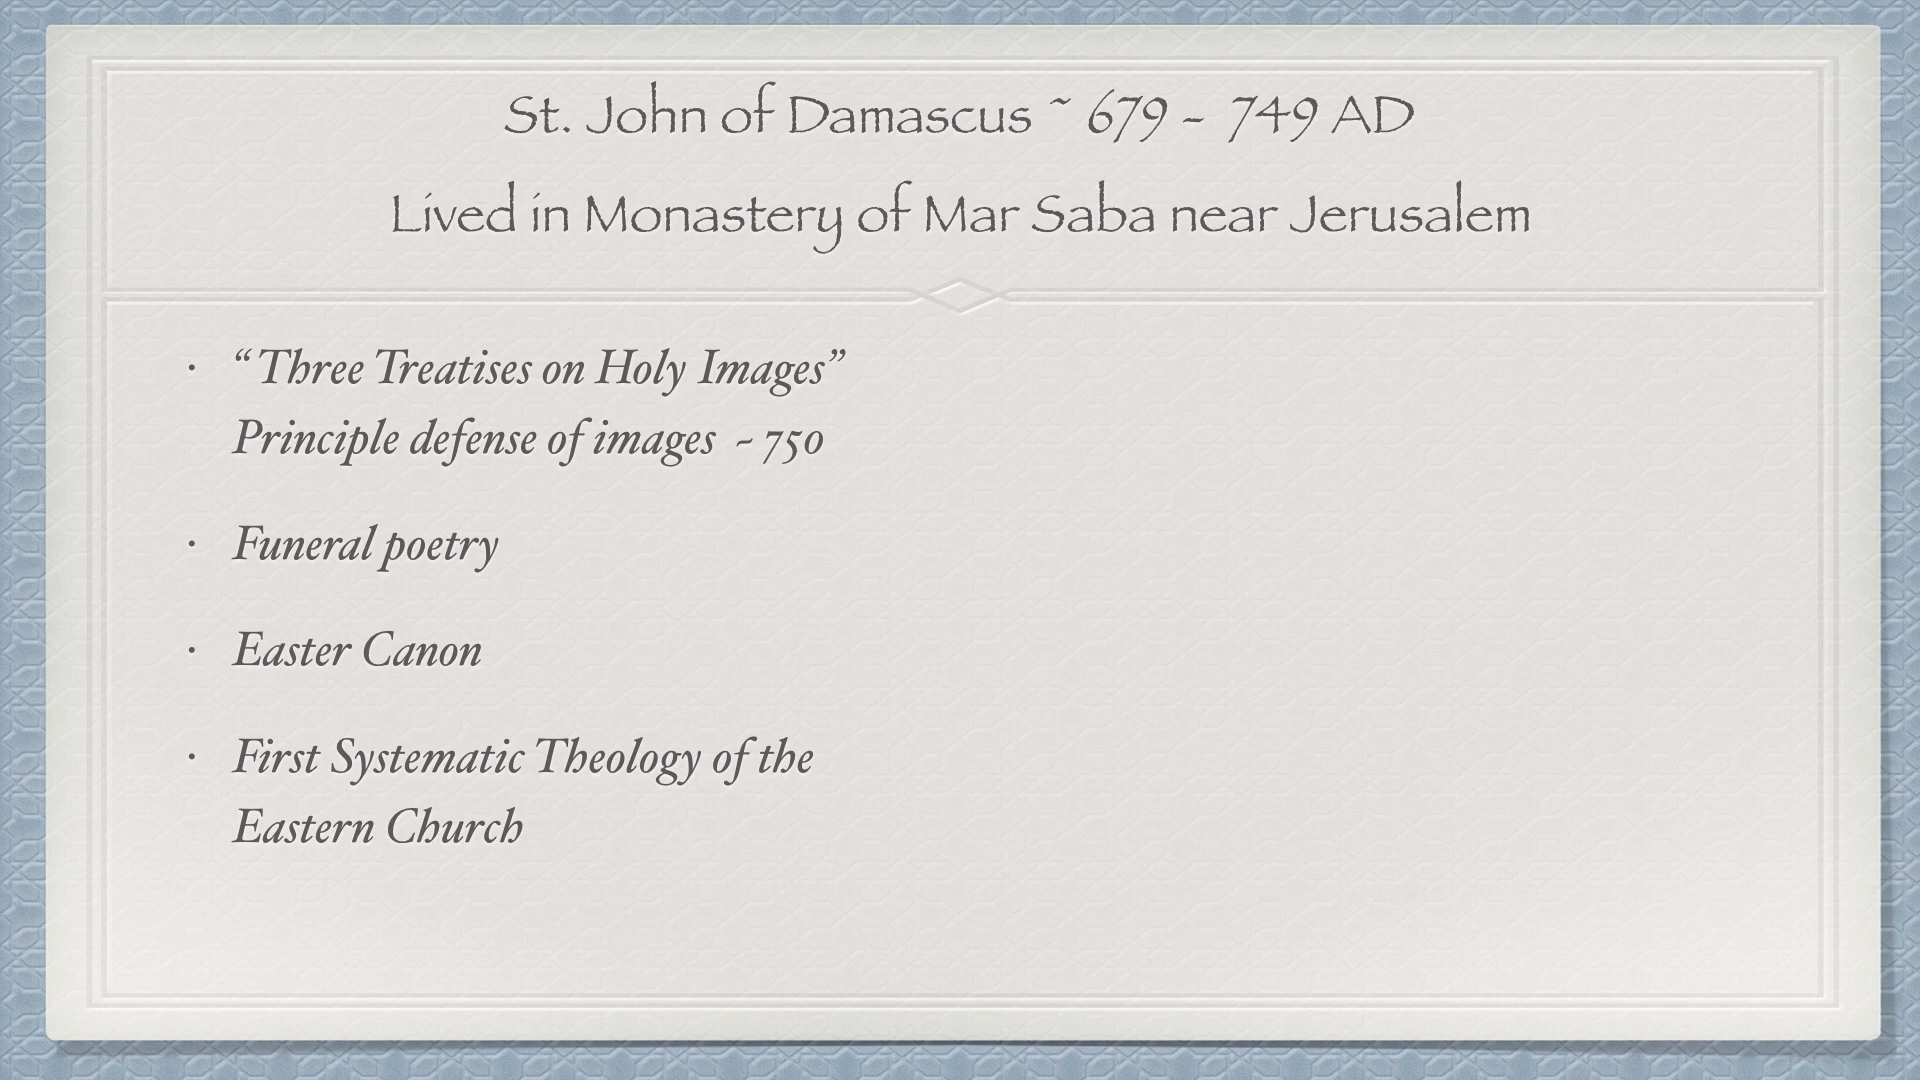 St. John of Damascus ~ 679 - 749 AD
Lived in Monastery of Mar Saba near Jerusalem
· “Three Treatises on Holy Images”
Principle defense of images ~ 750
· Funeral poetry
· Easter Canon
· First Systematic Theology of the
Eastern Church